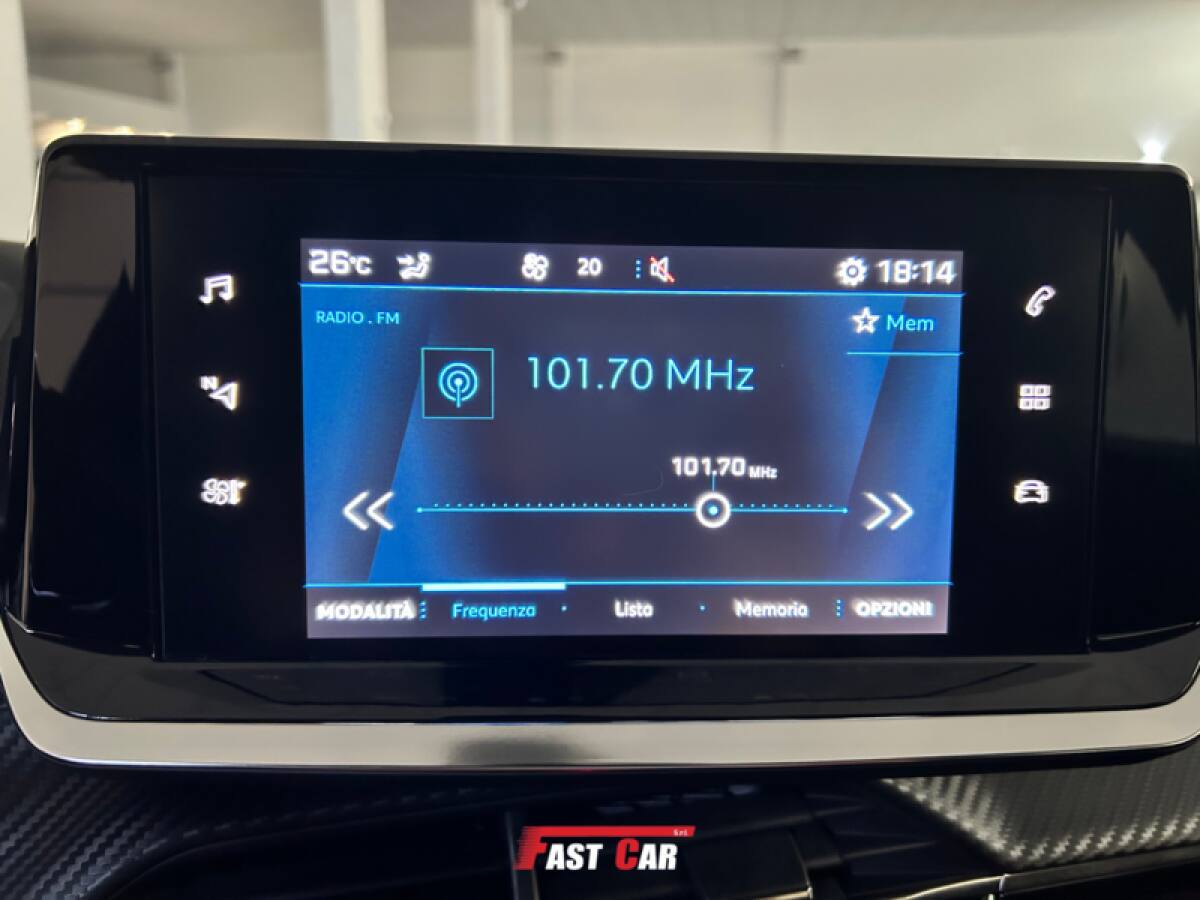 26°C 20 18:14
RADIO . FM
Mem
101.70 MHz
N
101.70 MHz
MODALITÀ Frequenza Lista Memoria OPZIONI
FAST CAR S.r.l.